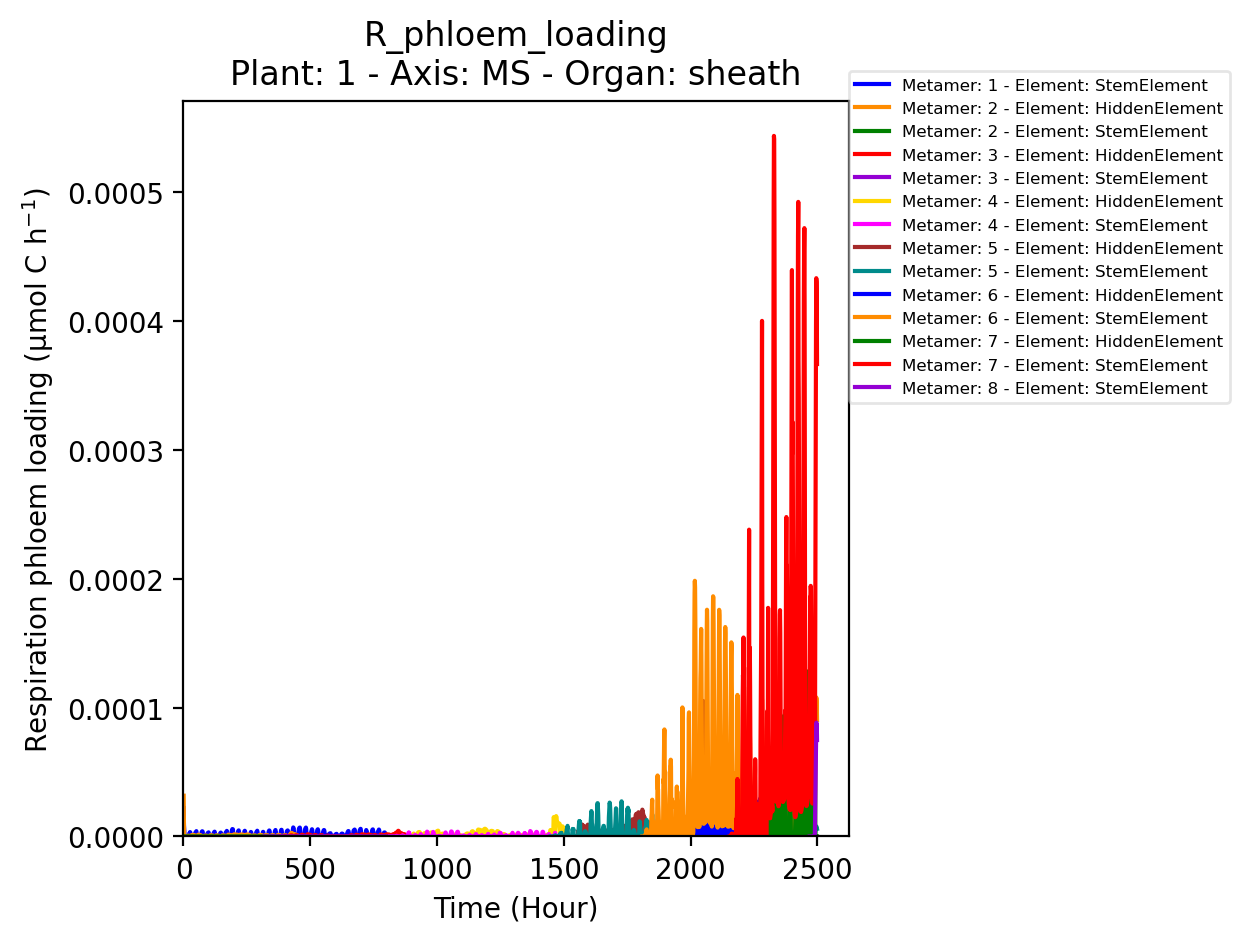 R_phloem_loading
Plant: 1 - Axis: MS - Organ: sheath
Metamer: 1 - Element: StemElement
Metamer: 2 - Element: HiddenElement
Metamer: 2 - Element: StemElement
Metamer: 3 - Element: HiddenElement
Metamer: 3 - Element: StemElement
Metamer: 4 - Element: HiddenElement
Metamer: 4 - Element: StemElement
Metamer: 5 - Element: HiddenElement
Metamer: 5 - Element: StemElement
Metamer: 6 - Element: HiddenElement
Metamer: 6 - Element: StemElement
Metamer: 7 - Element: HiddenElement
Metamer: 7 - Element: StemElement
Metamer: 8 - Element: StemElement
Respiration phloem loading (µmol C h⁻¹)
0.0005
0.0004
0.0003
0.0002
0.0001
0.0000
0 500 1000 1500 2000 2500
Time (Hour)